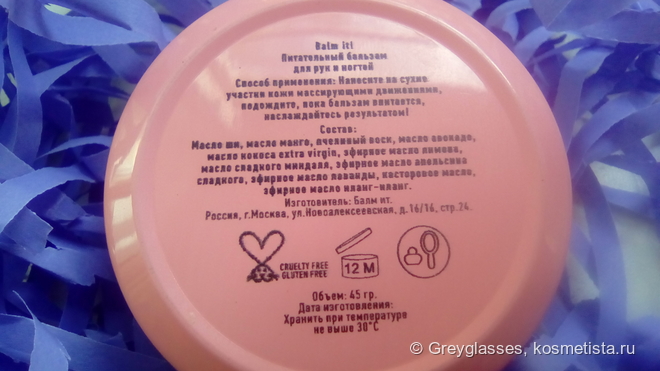 Balm it!
Питательный бальзам
для рук и ногтей
Способ применения: Нанесите на сухие
участки кожи массирующими движениями,
подождите, пока бальзам впитается,
наслаждайтесь результатом!
Состав:
Масло ши, масло манго, пчелиный воск, масло авокадо,
масло кокоса extra virgin, эфирное масло лимона,
масло сладкого миндаля, эфирное масло апельсина
сладкого, эфирное масло лаванды, касторовое масло,
эфирное масло иланг-иланг.
Изготовитель: Балм ит.
Россия, г.Москва, ул.Новоалексеевская, д.16/16, стр.24.
CRUELTY FREE
GLUTEN FREE
12 M
Объем: 45 гр.
Дата изготовления:
Хранить при температуре
не выше 30°C
© Greyglasses, kosmetista.ru